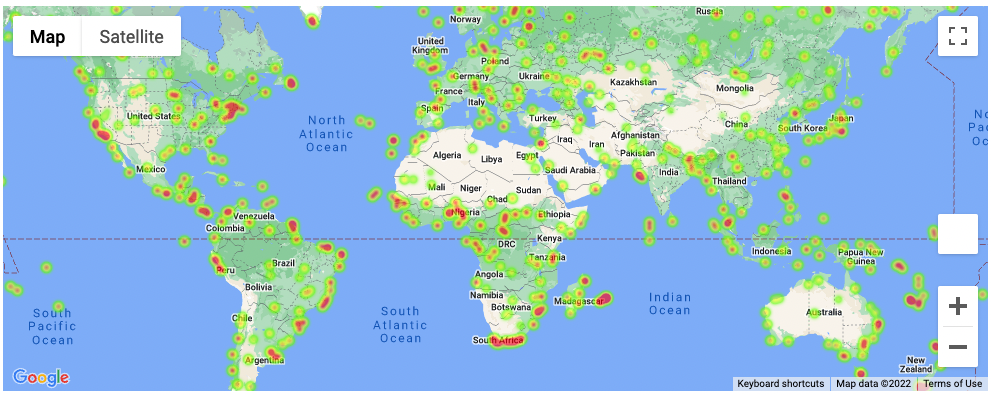 Map
Satellite
Norway
Russia
United
Kingdom
Poland
Germany
Ukraine
Kazakhstan
Mongolia
France
Italy
Spain
Turkey
United States
North
Atlantic
Ocean
Iraq
Iran
Afghanistan
Pakistan
China
South Korea
Japan
Algeria
Libya
Egypt
Saudi Arabia
India
Thailand
Mexico
Mali
Niger
Chad
Sudan
Nigeria
Ethiopia
Venezuela
Colombia
DRC
Kenya
Tanzania
Indonesia
Papua New
Guinea
Peru
Brazil
Bolivia
Angola
Namibia
Botswana
Madagascar
Indian
Ocean
Australia
South
Pacific
Ocean
Chile
South
Atlantic
Ocean
South Africa
Argentina
New
Zealand
Google
Keyboard shortcuts
Map data ©2022
Terms of Use